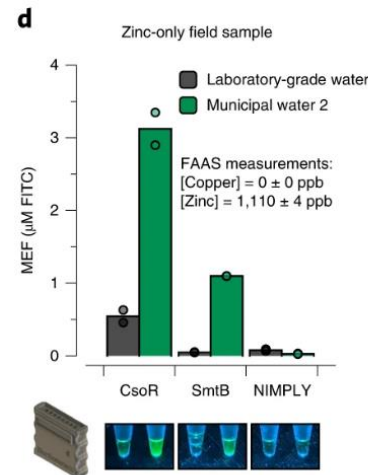 d
Zinc-only field sample
Laboratory-grade water
Municipal water 2
FAAS measurements:
[Copper] = 0 ± 0 ppb
[Zinc] = 1,110 ± 4 ppb
MEF (μM FITC)
4
3
2
1
0
CsoR SmtB NIMPLY